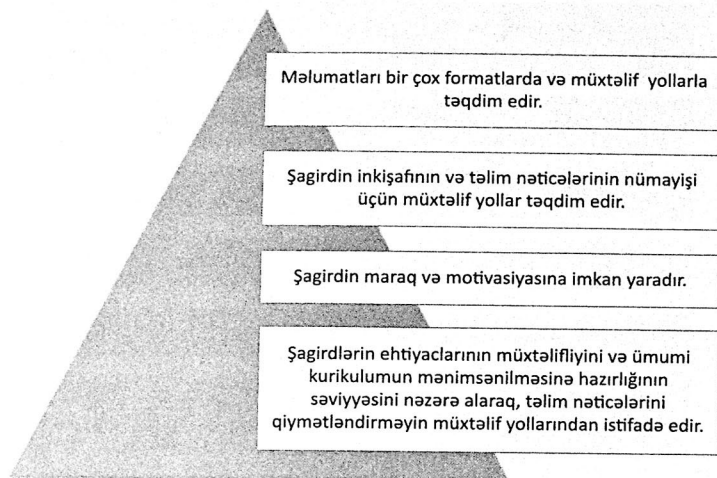 Məlumatları bir çox formatlarda və müxtəlif yollarla
təqdim edir.
Şagirdin inkişafının və təlim nəticələrinin nümayişi
üçün müxtəlif yollar təqdim edir.
Şagirdin maraq və motivasiyasına imkan yaradır.
Şagirdlərin ehtiyaclarının müxtəlifliyini və ümumi
kurikulumun mənimsənilməsinə hazırlığının
səviyyəsini nəzərə alaraq, təlim nəticələrini
qiymətləndirməyin müxtəlif yollarından istifadə edir.